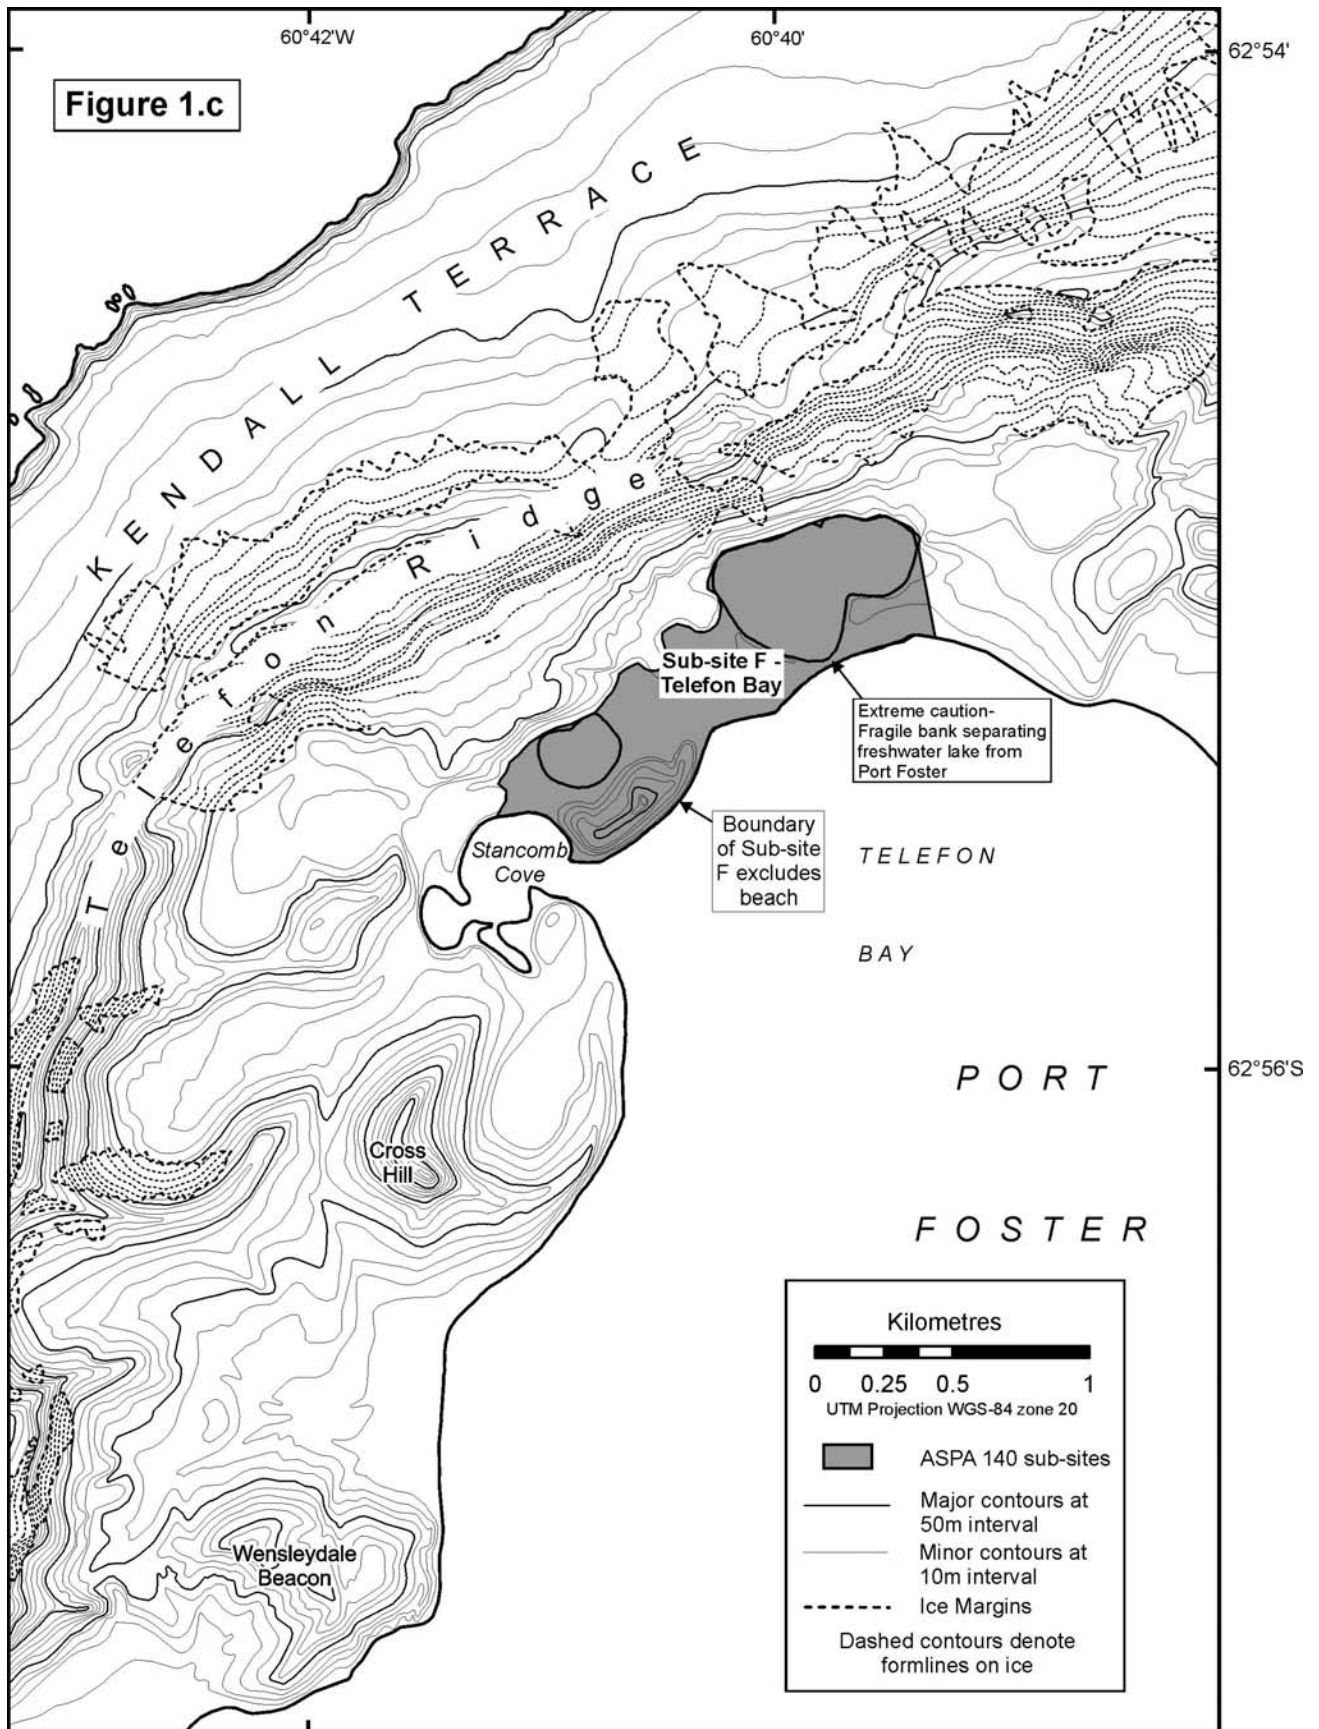 60°42'W
60°40'
62°54'
Figure 1.c
KENDALL TERRACE
Telefon Ridge
Sub-site F -
Telefon Bay
Extreme caution-
Fragile bank separating
freshwater lake from
Port Foster
Boundary
of Sub-site
F excludes
beach
Stancomb
Cove
TELEFON
BAY
62°56'S
PORT
FOSTER
Cross
Hill
Wensleydale
Beacon
Kilometres
0 0.25 0.5 1
UTM Projection WGS-84 zone 20
ASPA 140 sub-sites
Major contours at
50m interval
Minor contours at
10m interval
Ice Margins
Dashed contours denote
formlines on ice